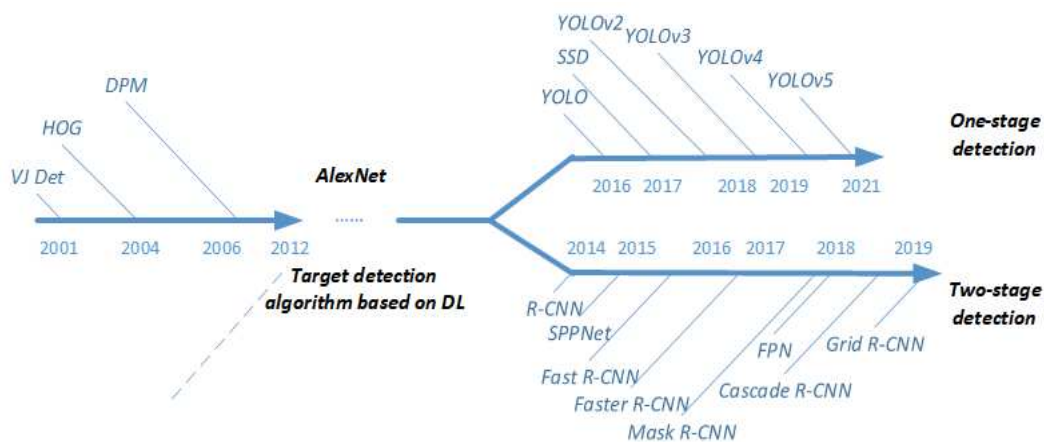 YOLOv2
YOLOv3
SSD
YOLOv4
DPM
YOLOv5
YOLO
HOG
One-stage
detection
VJ Det
AlexNet
2016 2017 2018 2019 2021
......
2001 2004 2006 2012
2014 2015 2016 2017 2018 2019
Target detection
algorithm based on DL
Two-stage
detection
R-CNN
SPPNet
FPN
Grid R-CNN
Fast R-CNN
Cascade R-CNN
Faster R-CNN
Mask R-CNN